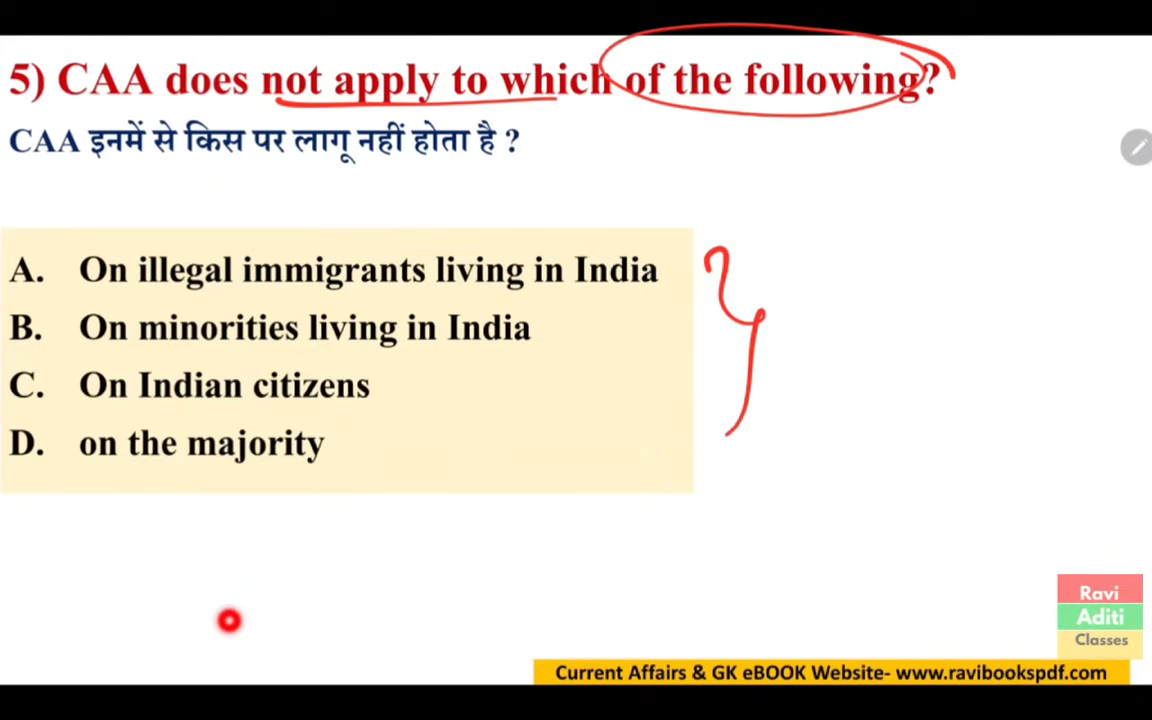 5) CAA does not apply to which of the following?
CAA इनमें से किस पर लागू नहीं होता है ?
A. On illegal immigrants living in India
B. On minorities living in India
C. On Indian citizens
D. on the majority
Ravi
Aditi
Classes
Current Affairs & GK eBOOK Website- www.ravibookspdf.com